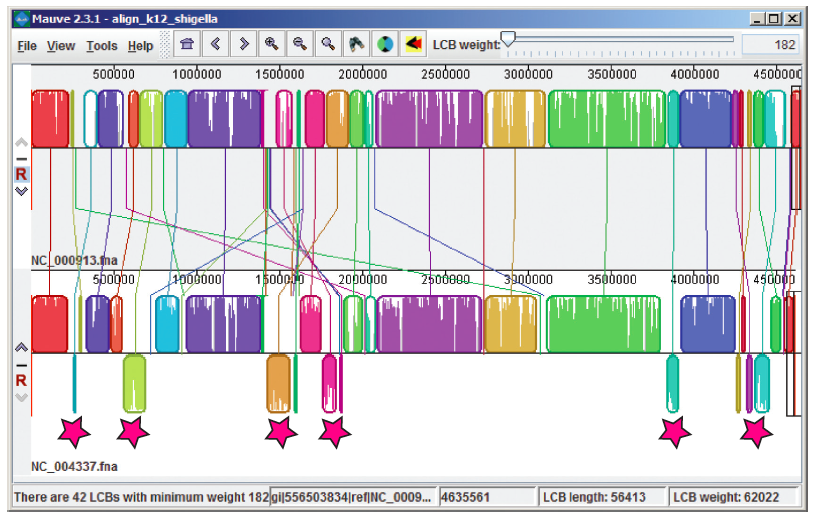 Mauve 2.3.1 - align_k12_shigella
File View Tools Help LCB weight: 182
500000 1000000 1500000 2000000 2500000 3000000 3500000 4000000 4500000
R
NC_000913.fna
500000 1000000 1500000 2000000 2500000 3000000 3500000 4000000 450000
R
NC_004337.fna
There are 42 LCBs with minimum weight 182 gi|556503834|ref|NC_0009... 4635561 LCB length: 56413 LCB weight: 62022